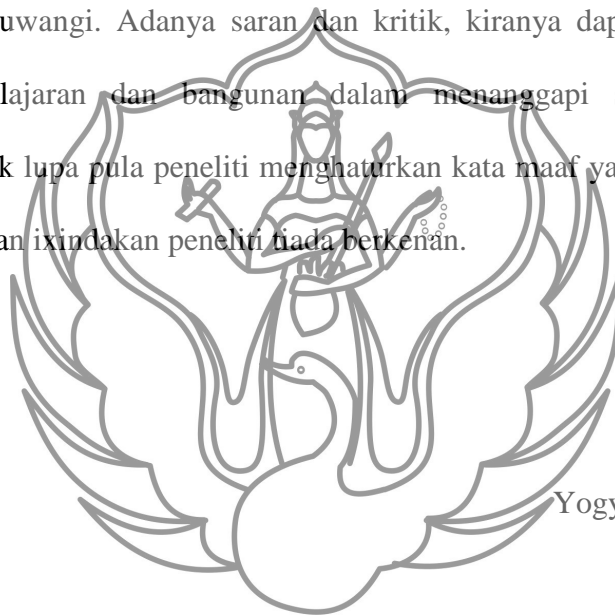 uwangi. Adanya saran dan kritik, kiranya dap
lajaran dan bangunan dalam menanggapi
k lupa pula peneliti menghaturkan kata maaf ya
an ixindakan peneliti tiada berkenan.
Yogy